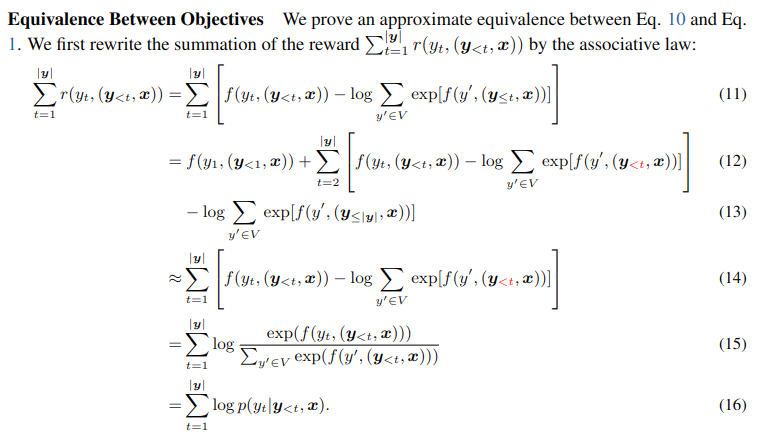 Equivalence Between Objectives We prove an approximate equivalence between Eq. 10 and Eq.
1. We first rewrite the summation of the reward $\sum_{t=1}^{|\boldsymbol{y}|} r(y_t, (\boldsymbol{y}_{<t}, \boldsymbol{x}))$ by the associative law:
$\sum_{t=1}^{|\boldsymbol{y}|} r(y_t, (\boldsymbol{y}_{<t}, \boldsymbol{x})) = \sum_{t=1}^{|\boldsymbol{y}|} \left[ f(y_t, (\boldsymbol{y}_{<t}, \boldsymbol{x})) - \log \sum_{y' \in V} \exp[f(y', (\boldsymbol{y}_{\leq t}, \boldsymbol{x}))] \right]$ (11)
$= f(y_1, (\boldsymbol{y}_{<1}, \boldsymbol{x})) + \sum_{t=2}^{|\boldsymbol{y}|} \left[ f(y_t, (\boldsymbol{y}_{<t}, \boldsymbol{x})) - \log \sum_{y' \in V} \exp[f(y', (\boldsymbol{y}_{<t}, \boldsymbol{x}))] \right]$ (12)
$- \log \sum_{y' \in V} \exp[f(y', (\boldsymbol{y}_{\leq |\boldsymbol{y}|}, \boldsymbol{x}))]$ (13)
$\approx \sum_{t=1}^{|\boldsymbol{y}|} \left[ f(y_t, (\boldsymbol{y}_{<t}, \boldsymbol{x})) - \log \sum_{y' \in V} \exp[f(y', (\boldsymbol{y}_{<t}, \boldsymbol{x}))] \right]$ (14)
$= \sum_{t=1}^{|\boldsymbol{y}|} \log \frac{\exp(f(y_t, (\boldsymbol{y}_{<t}, \boldsymbol{x})))}{\sum_{y' \in V} \exp(f(y', (\boldsymbol{y}_{<t}, \boldsymbol{x})))}$ (15)
$= \sum_{t=1}^{|\boldsymbol{y}|} \log p(y_t | \boldsymbol{y}_{<t}, \boldsymbol{x}).$ (16)